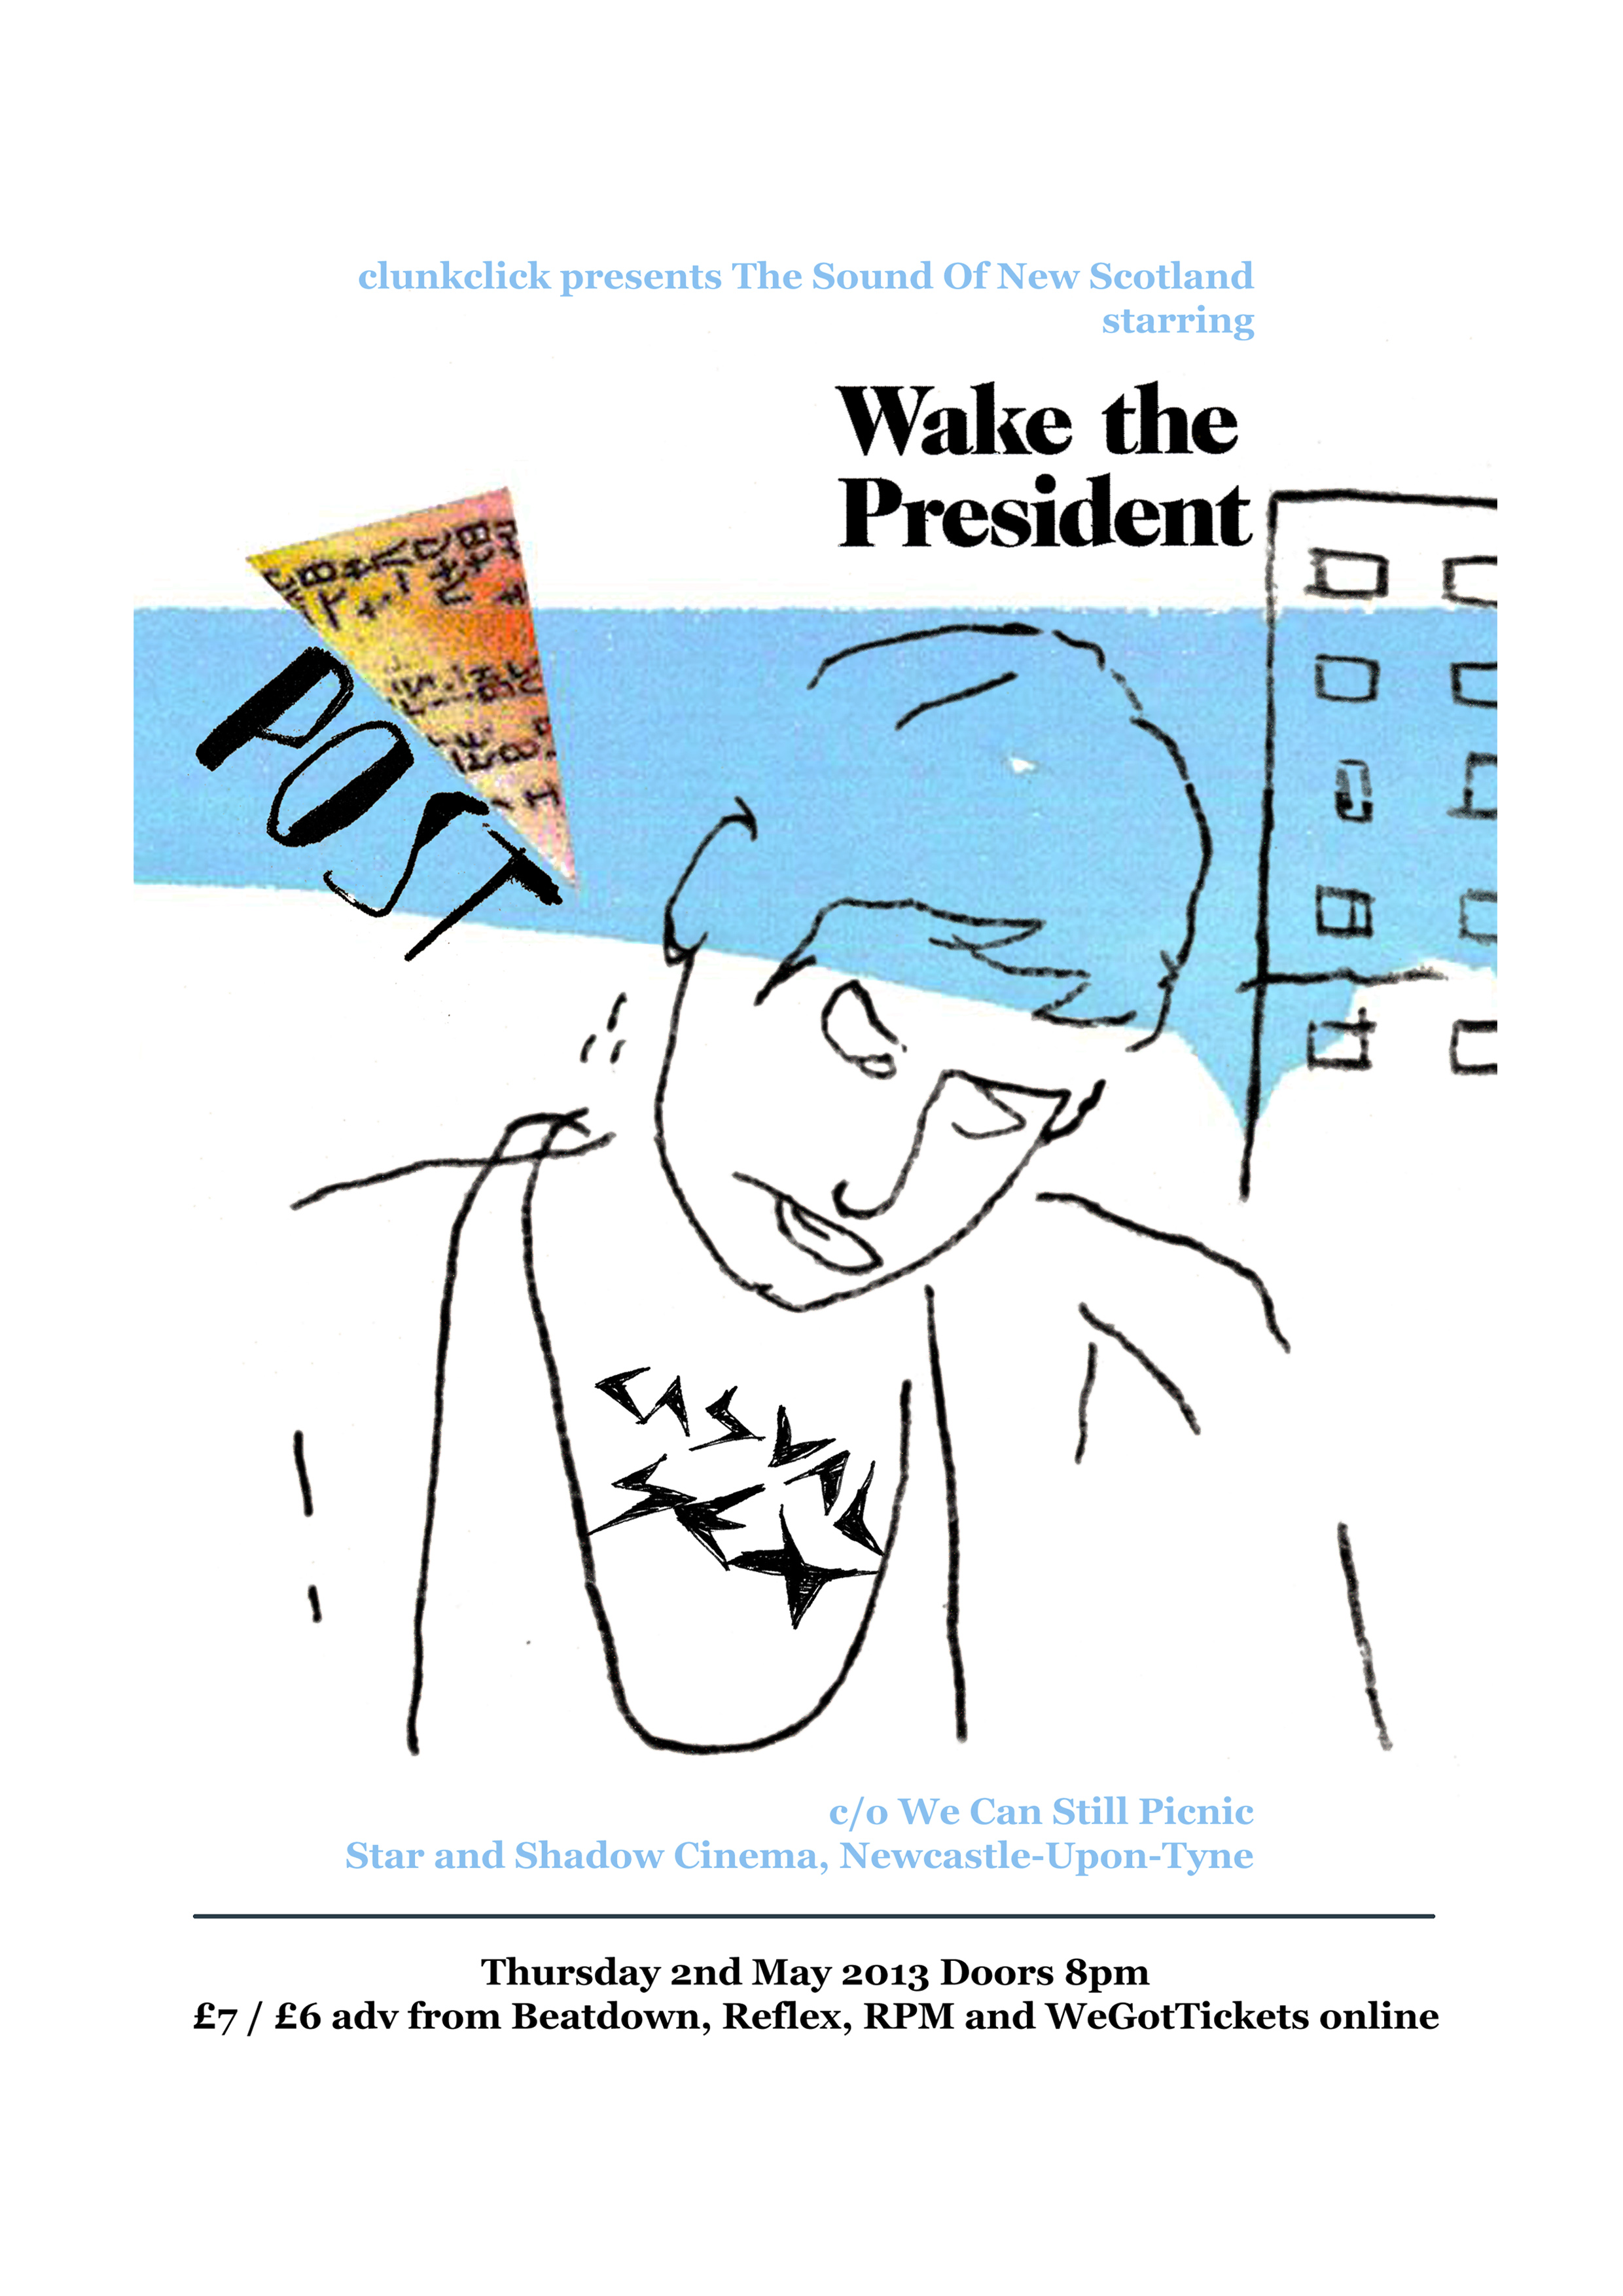 clunkclick presents The Sound Of New Scotland
starring
Wake the
President
POST
CASUAL
SEX
c/o We Can Still Picnic
Star and Shadow Cinema, Newcastle-Upon-Tyne
Thursday 2nd May 2013 Doors 8pm
£7 / £6 adv from Beatdown, Reflex, RPM and WeGotTickets online